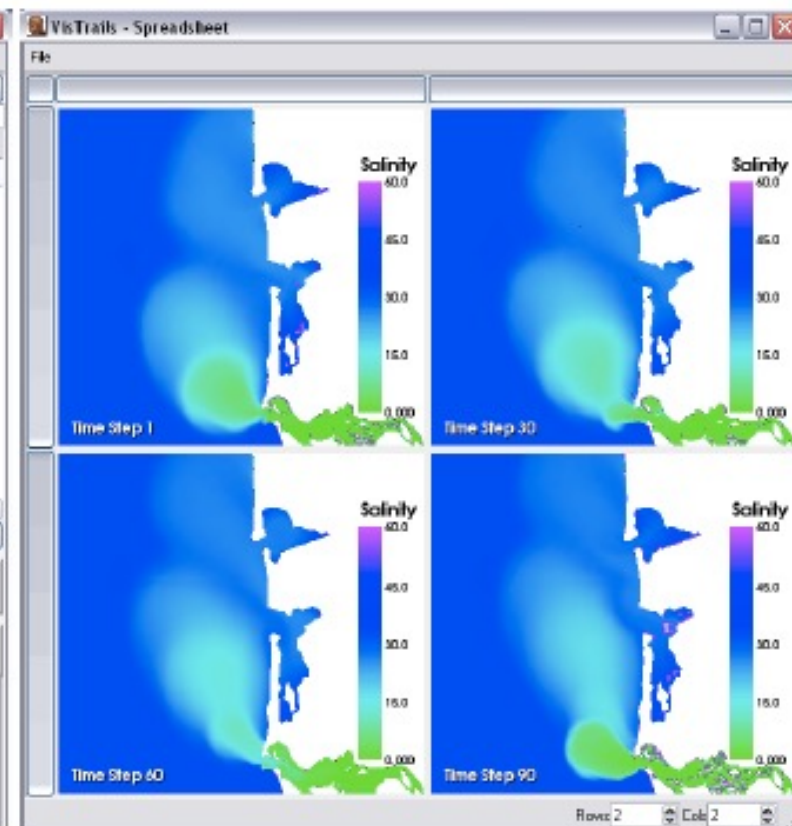 VisTrails - Spreadsheet
File
Salinity
60.0
45.0
30.0
15.0
0.000
Time Step 1
Salinity
60.0
45.0
30.0
15.0
0.000
Time Step 30
Salinity
60.0
45.0
30.0
15.0
0.000
Time Step 60
Salinity
60.0
45.0
30.0
15.0
0.000
Time Step 90
Rows: 2 Cols: 2